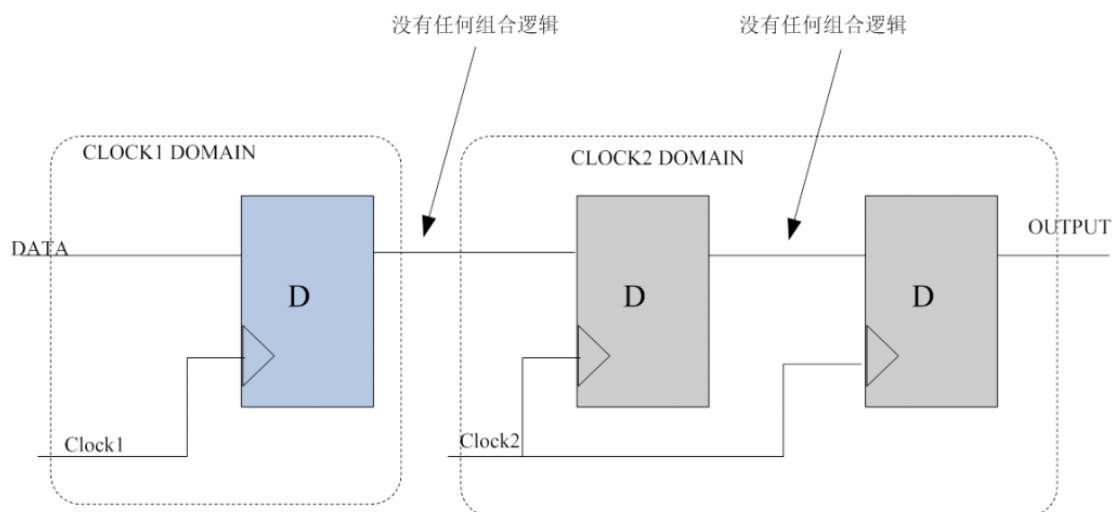 没有任何组合逻辑
没有任何组合逻辑
CLOCK1 DOMAIN
CLOCK2 DOMAIN
DATA
OUTPUT
D
D
D
Clock1
Clock2